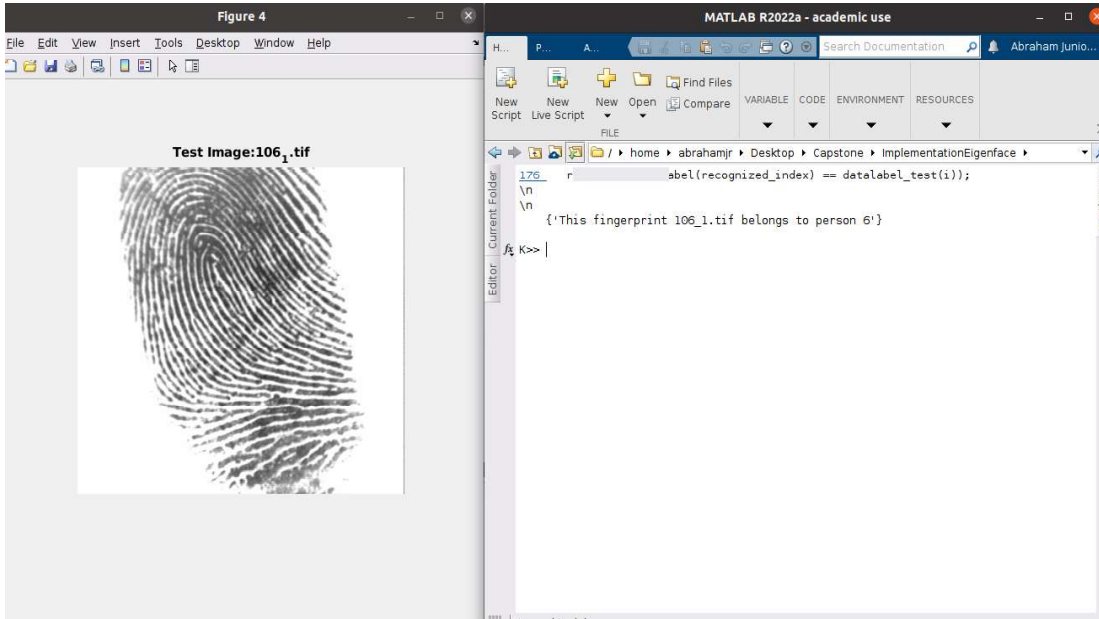 Figure 4
File Edit View Insert Tools Desktop Window Help
Test Image:106₁.tif
MATLAB R2022a - academic use
H... P... A... Search Documentation Abraham Junio...
New Script
New Live Script
New
Open
Find Files
Compare
FILE
VARIABLE CODE ENVIRONMENT RESOURCES
/ home abrahamjr Desktop Capstone ImplementationEigenface
Current Folder
Editor
176 r abel(recognized_index) == datalabel_test(i));
\n
\n
{'This fingerprint 106_1.tif belongs to person 6'}
fx K>>